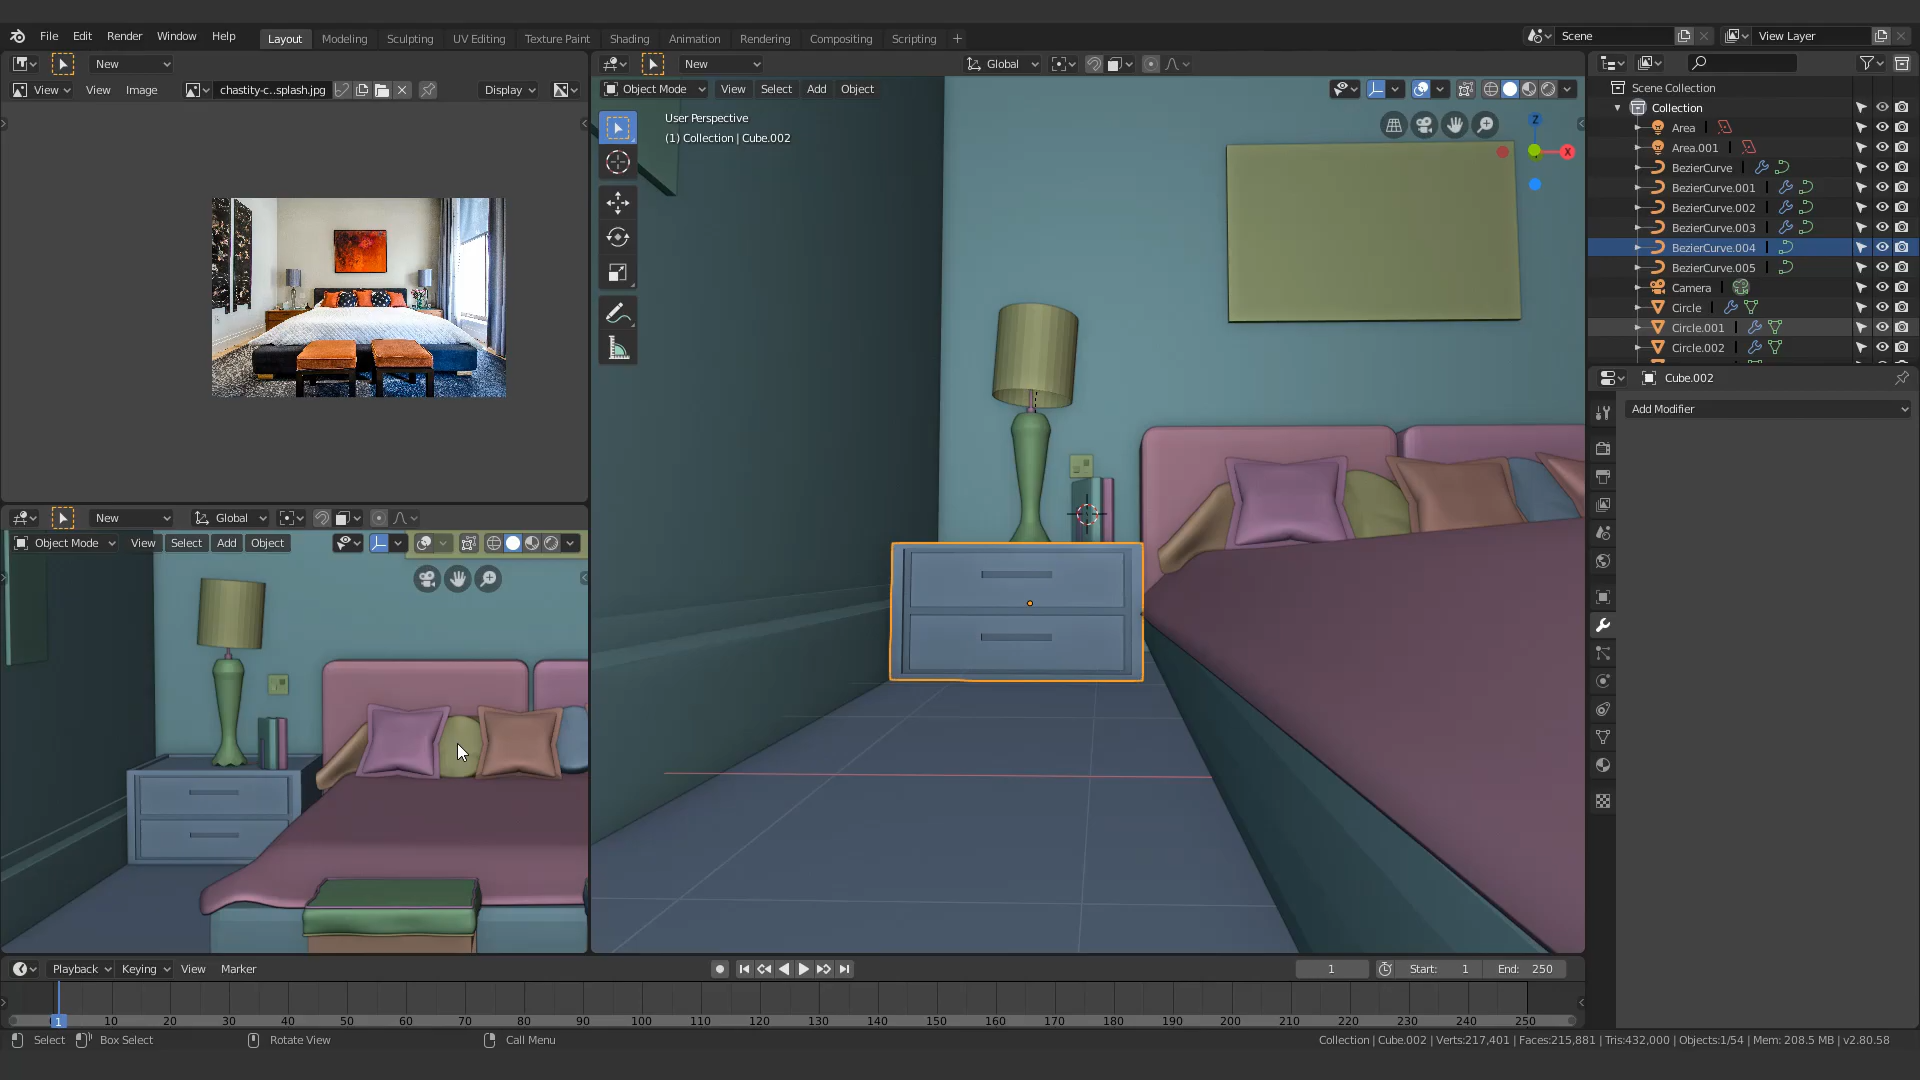 File Edit Render Window Help Layout Modeling Sculpting UV Editing Texture Paint Shading Animation Rendering Compositing Scripting + Scene View Layer
New New Global
View View Image chastity-c..splash.jpg Display Object Mode View Select Add Object
Scene Collection
User Perspective
(1) Collection | Cube.002
Collection
Area
Area.001
BezierCurve
BezierCurve.001
BezierCurve.002
BezierCurve.003
BezierCurve.004
BezierCurve.005
Camera
Circle
Circle.001
Circle.002
Z
X
Cube.002
Add Modifier
New Global
Object Mode View Select Add Object
Playback Keying View Marker 1 Start: 1 End: 250
1 10 20 30 40 50 60 70 80 90 100 110 120 130 140 150 160 170 180 190 200 210 220 230 240 250
Select Box Select Rotate View Call Menu Collection | Cube.002 | Verts:217,401 | Faces:215,881 | Tris:432,000 | Objects:1/54 | Mem: 208.5 MB | v2.80.58